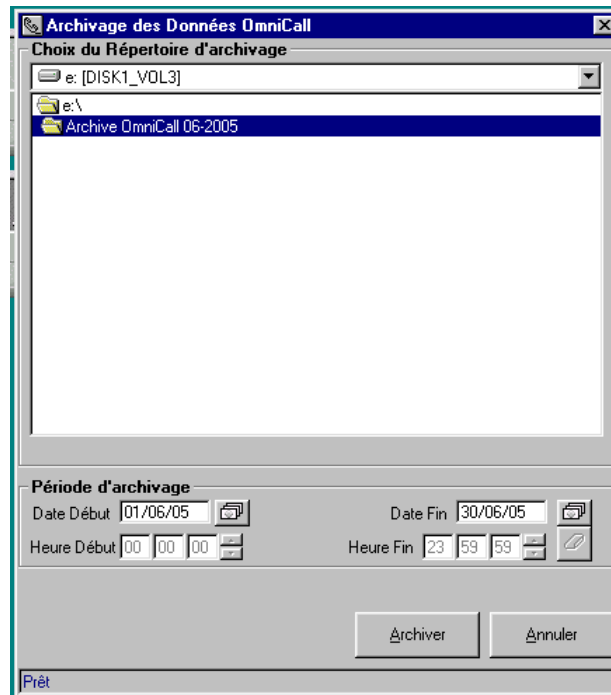 Archivage des Données OmniCall
Choix du Répertoire d'archivage
e: [DISK1_VOL3]
e:\
Archive OmniCall 06-2005
Période d'archivage
Date Début 01/06/05 Date Fin 30/06/05
Heure Début 00 00 00 Heure Fin 23 59 59
Archiver Annuler
Prêt